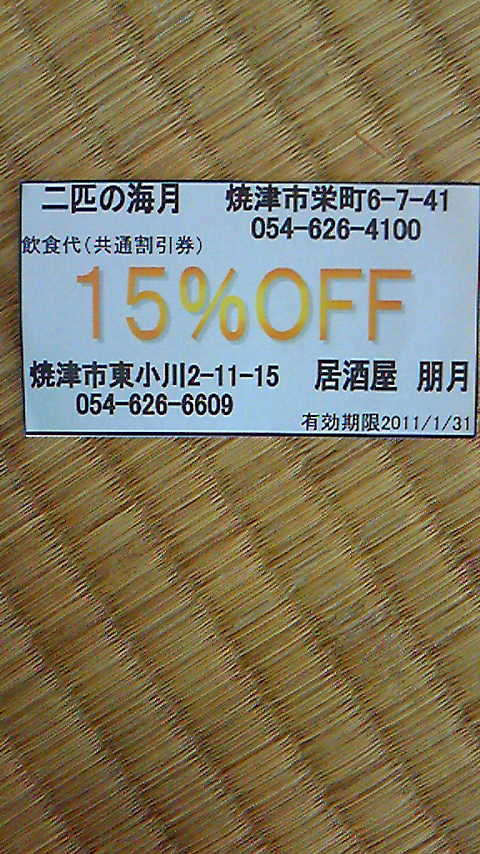 二匹の海月 焼津市栄町6-7-41
054-626-4100
飲食代(共通割引券)
15%OFF
焼津市東小川2-11-15 居酒屋 朋月
054-626-6609
有効期限2011/1/31